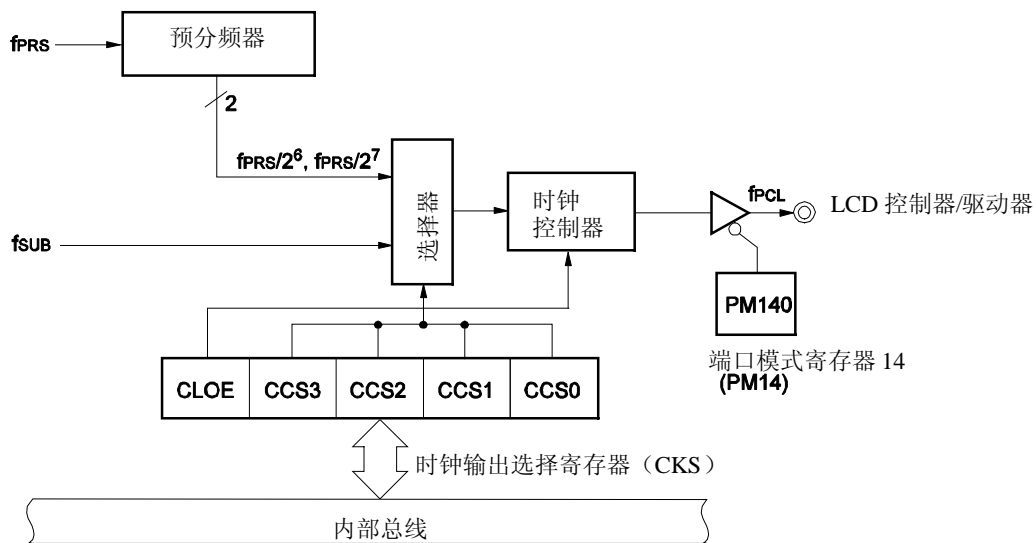 fPRS
预分频器
2
fPRS/2⁶, fPRS/2⁷
fSUB
选择器
时钟
控制器
fPCL
LCD 控制器/驱动器
PM140
端口模式寄存器 14
(PM14)
CLOE CCS3 CCS2 CCS1 CCS0
时钟输出选择寄存器（CKS）
内部总线